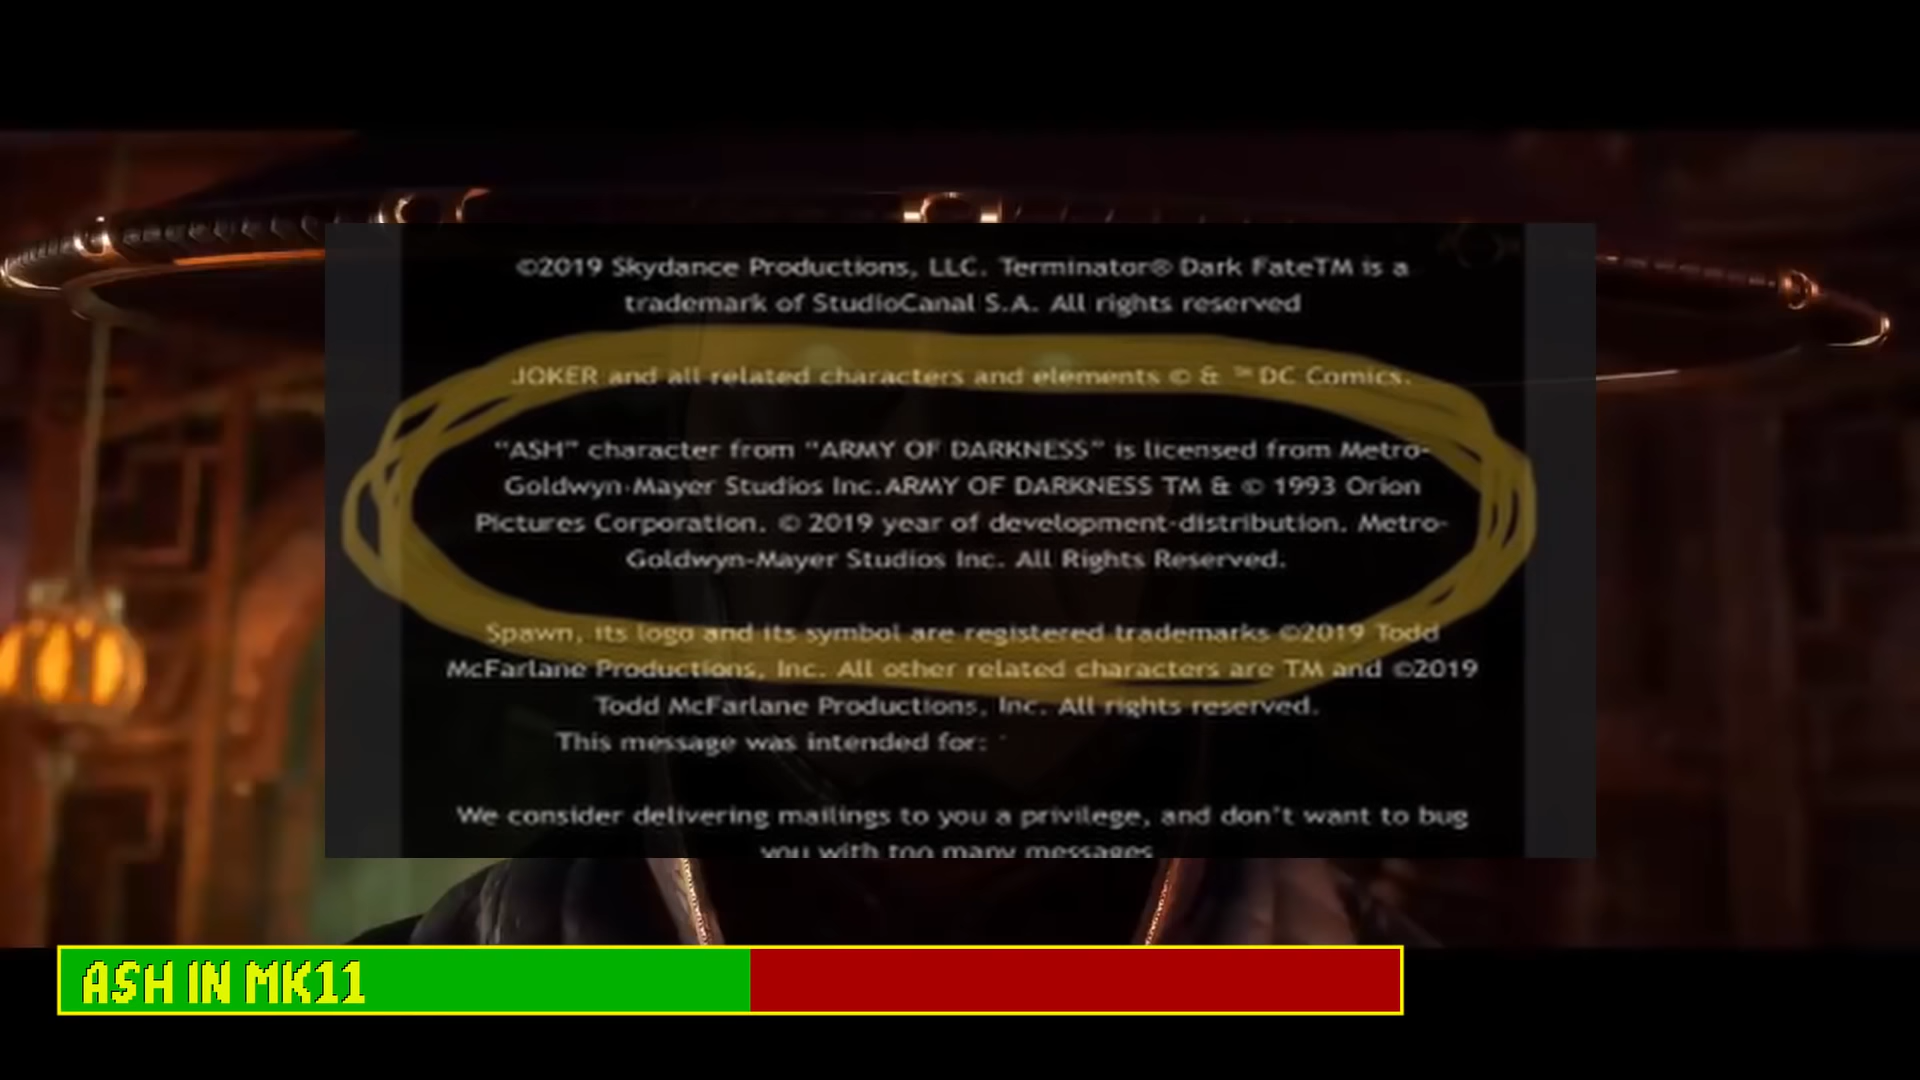 ©2019 Skydance Productions, LLC. Terminator® Dark FateTM is a
trademark of StudioCanal S.A. All rights reserved
JOKER and all related characters and elements © & ™ DC Comics.
“ASH” character from “ARMY OF DARKNESS” is licensed from Metro-
Goldwyn-Mayer Studios Inc.ARMY OF DARKNESS TM & © 1993 Orion
Pictures Corporation. © 2019 year of development-distribution. Metro-
Goldwyn-Mayer Studios Inc. All Rights Reserved.
Spawn, its logo and its symbol are registered trademarks ©2019 Todd
McFarlane Productions, Inc. All other related characters are TM and ©2019
Todd McFarlane Productions, Inc. All rights reserved.
This message was intended for:
We consider delivering mailings to you a privilege, and don't want to bug
you with too many messages
ASH IN MK11